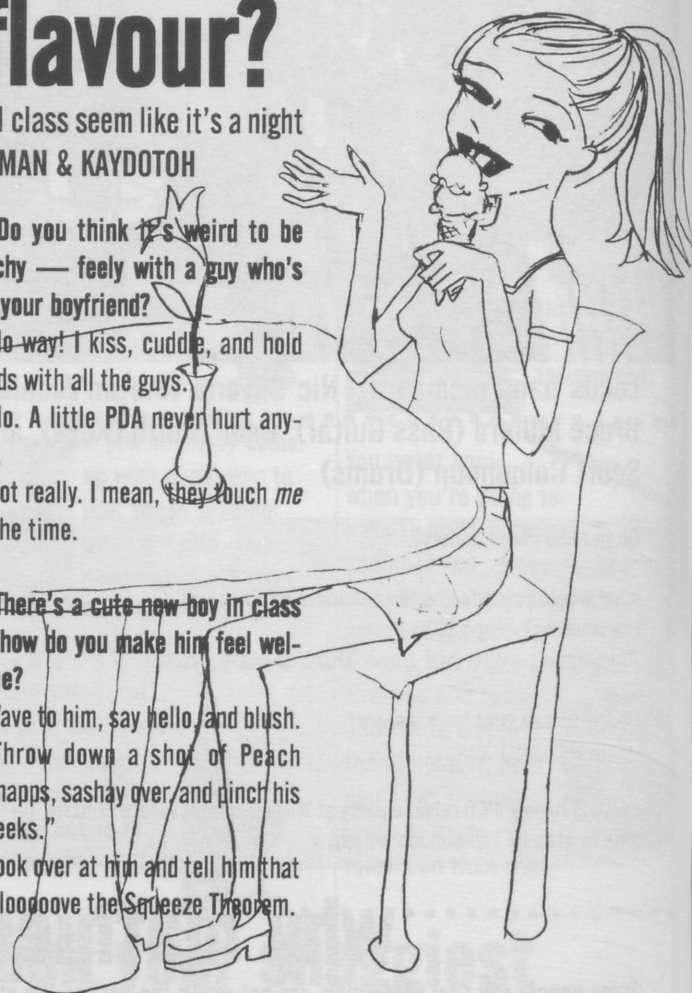 flavour?
l class seem like it's a night
MAN & KAYDOTOH
Do you think it's weird to be
chy — feely with a guy who's
your boyfriend?
lo way! I kiss, cuddle, and hold
ds with all the guys.
lo. A little PDA never hurt any-
ot really. I mean, they touch me
he time.
There's a cute new boy in class
how do you make him feel wel-
e?
ave to him, say hello, and blush.
Throw down a shot of Peach
napps, sashay over, and pinch his
eeks."
ook over at him and tell him that
looooove the Squeeze Theorem.